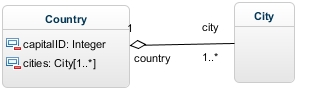 Country
capitalID: Integer
cities: City[1..*]
1
country
city
1..*
City